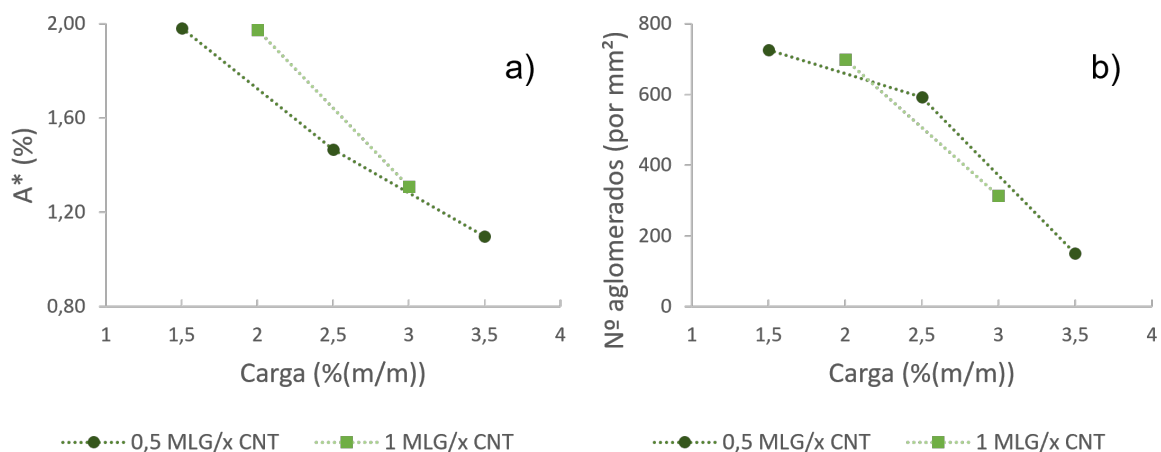 2,00
1,60
1,20
0,80
A* (%)
a)
1
1,5
2
2,5
3
3,5
4
Carga (%(m/m))
0,5 MLG/x CNT
1 MLG/x CNT
800
600
400
200
0
Nº aglomerados (por mm²)
b)
1
1,5
2
2,5
3
3,5
4
Carga (%(m/m))
0,5 MLG/x CNT
1 MLG/x CNT